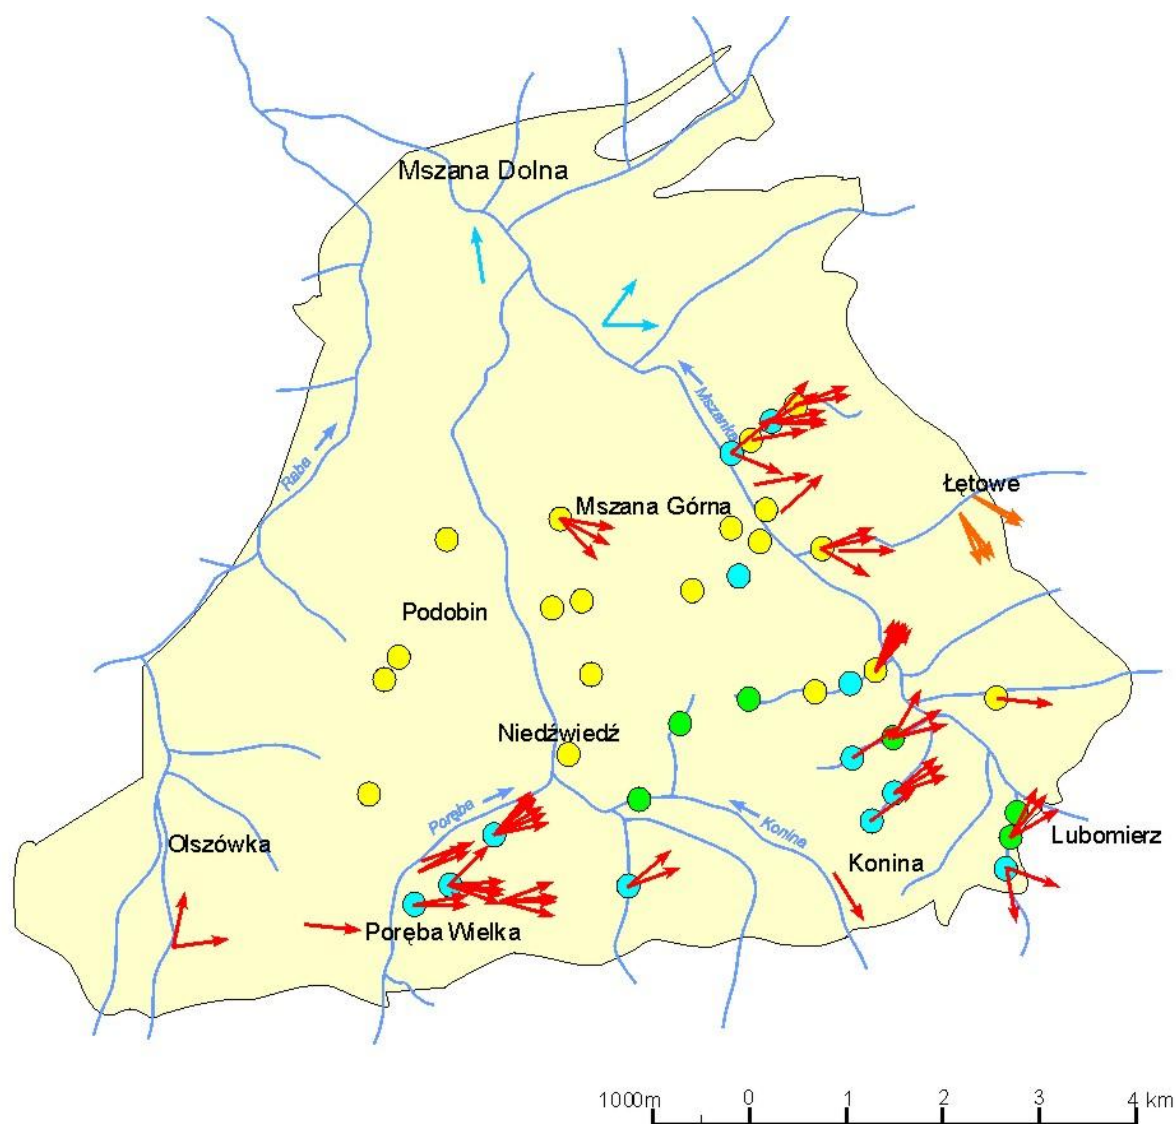 Mszana Dolna
Mszanka
Raba
Łętowe
Mszana Górna
Podobin
Niedźwiedź
Poręba
Konina
Olszówka
Konina
Lubomierz
Poręba Wielka
1000m 0 1 2 3 4 km